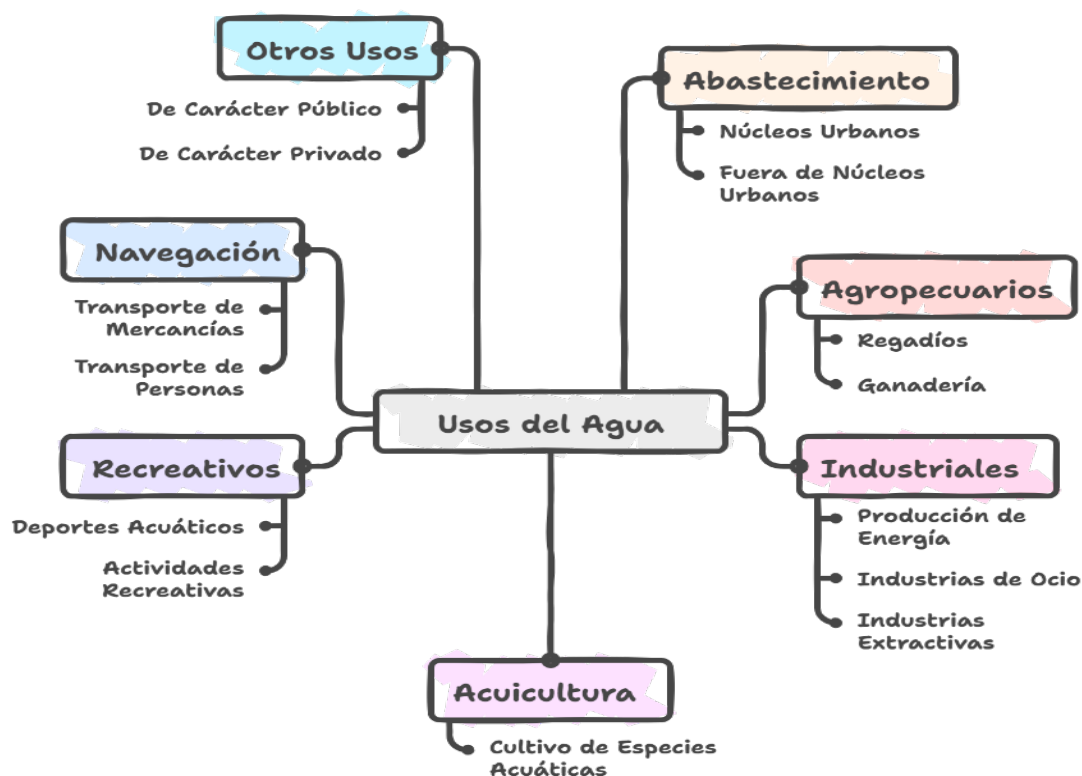 Otros Usos
De Carácter Público
De Carácter Privado
Abastecimiento
Núcleos Urbanos
Fuera de Núcleos
Urbanos
Navegación
Transporte de
Mercancías
Transporte de
Personas
Agropecuarios
Regadíos
Ganadería
Usos del Agua
Recreativos
Deportes Acuáticos
Actividades
Recreativas
Industriales
Producción de
Energía
Industrias de Ocio
Industrias
Extractivas
Acuicultura
Cultivo de Especies
Acuáticas